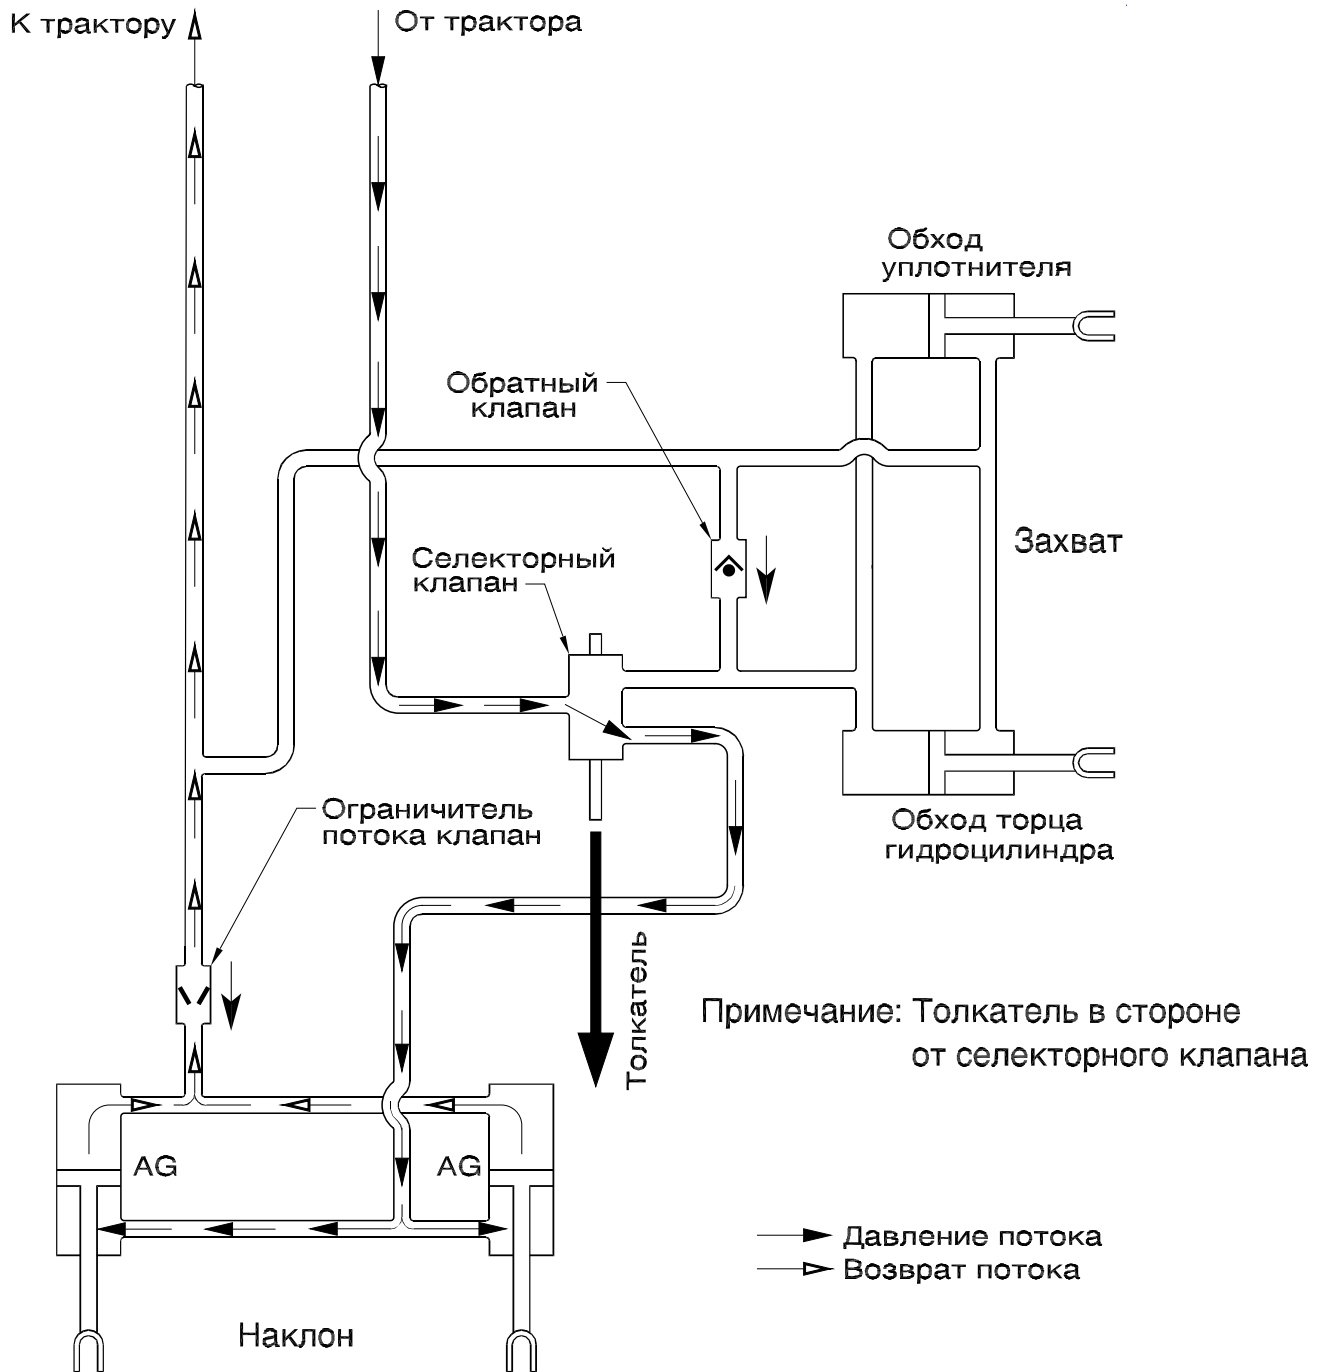 К трактору
От трактора
Обход
уплотнителя
Обратный
клапан
Захват
Селекторный
клапан
Ограничитель
потока клапан
Обход торца
гидроцилиндра
Толкатель
Примечание: Толкатель в стороне
от селекторного клапана
AG
AG
Давление потока
Возврат потока
Наклон